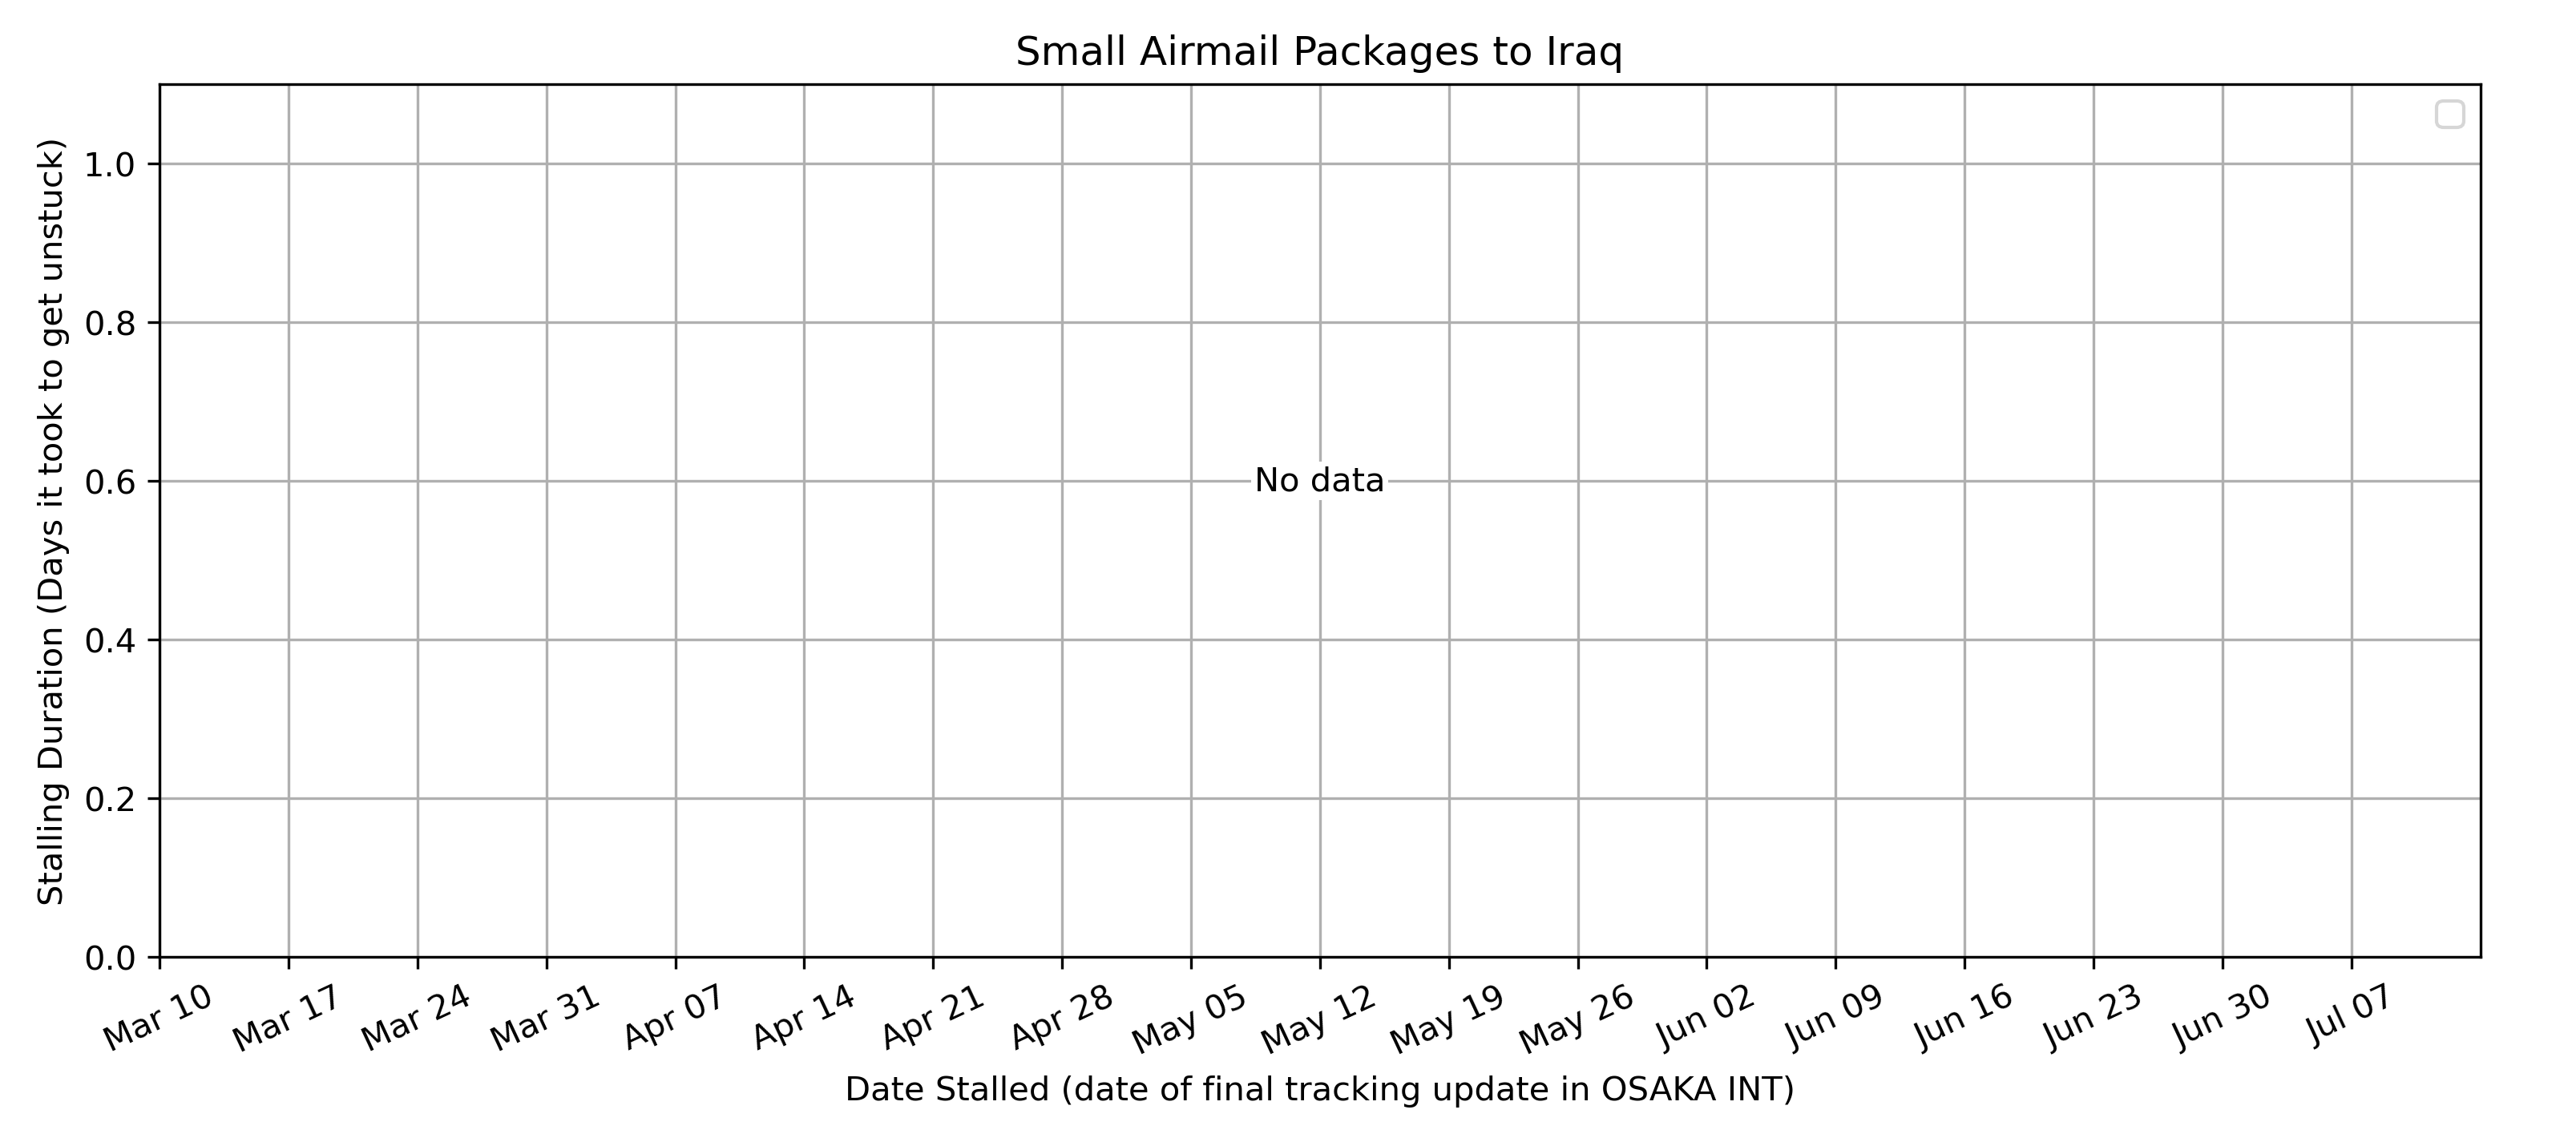 Small Airmail Packages to Iraq
Stalling Duration (Days it took to get unstuck)
1.0
0.8
0.6
0.4
0.2
0.0
No data
Mar 10
Mar 17
Mar 24
Mar 31
Apr 07
Apr 14
Apr 21
Apr 28
May 05
May 12
May 19
May 26
Jun 02
Jun 09
Jun 16
Jun 23
Jun 30
Jul 07
Date Stalled (date of final tracking update in OSAKA INT)